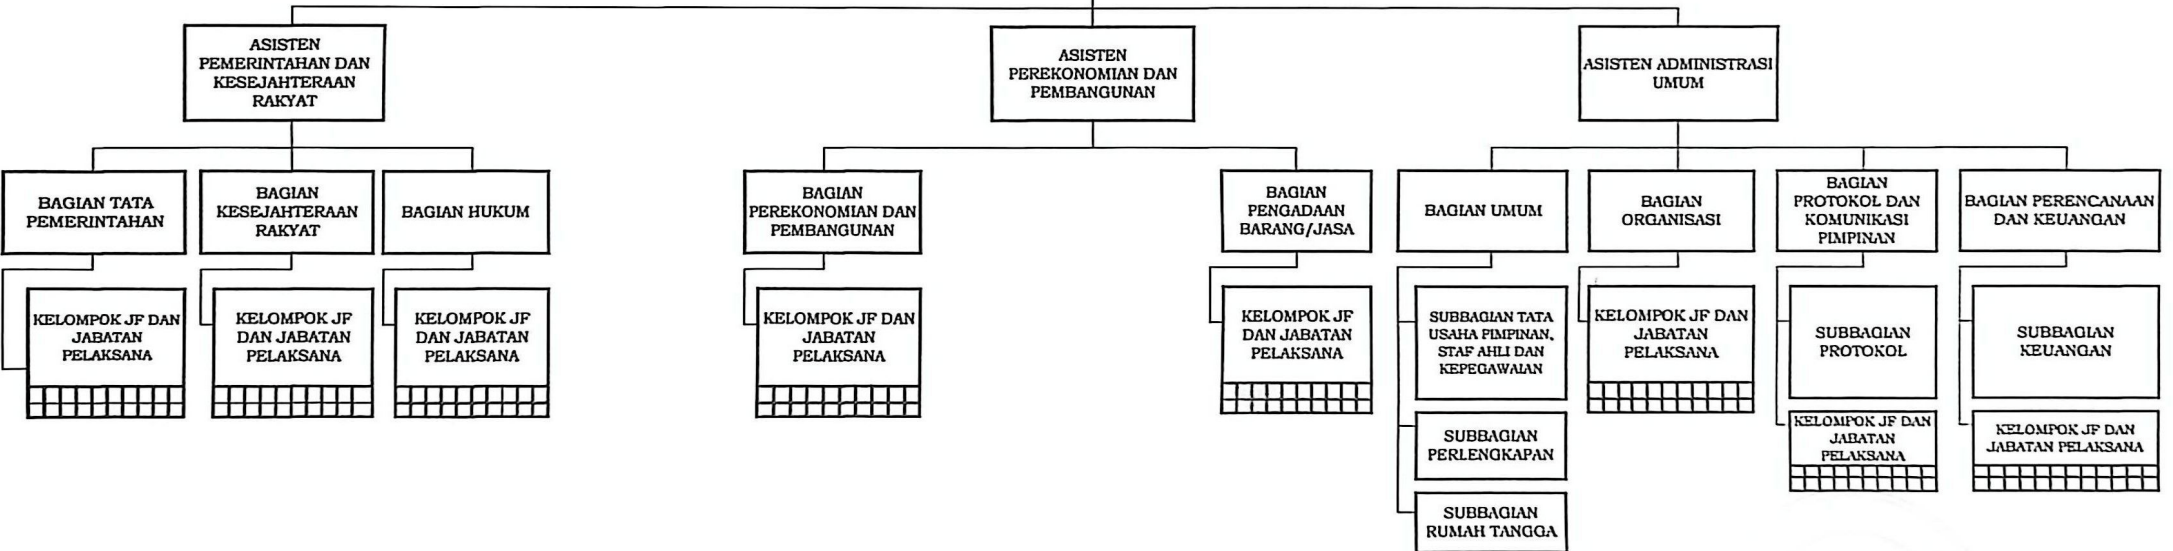 ASISTEN
PEMERINTAHAN DAN
KESEJAHTERAAN
RAKYAT
ASISTEN
PEREKONOMIAN DAN
PEMBANGUNAN
ASISTEN ADMINISTRASI
UMUM
BAGIAN TATA
PEMERINTAHAN
BAGIAN
KESEJAHTERAAN
RAKYAT
BAGIAN HUKUM
BAGIAN
PEREKONOMIAN DAN
PEMBANGUNAN
BAGIAN
PENGADAAN
BARANG/JASA
BAGIAN UMUM
BAGIAN
ORGANISASI
BAGIAN
PROTOKOL DAN
KOMUNIKASI
PIMPINAN
BAGIAN PERENCANAAN
DAN KEUANGAN
KELOMPOK JF DAN
JABATAN
PELAKSANA
KELOMPOK JF
DAN JABATAN
PELAKSANA
KELOMPOK JF
DAN JABATAN
PELAKSANA
KELOMPOK JF DAN
JABATAN
PELAKSANA
KELOMPOK JF
DAN JABATAN
PELAKSANA
SUBBAGIAN TATA
USAHA PIMPINAN,
STAF AHLI DAN
KEPEGAWAIAN
KELOMPOK JF DAN
JABATAN
PELAKSANA
SUBBAGIAN
PROTOKOL
SUBBAGIAN
KEUANGAN
SUBBAGIAN
PERLENGKAPAN
KELOMPOK JF DAN
JABATAN
PELAKSANA
KELOMPOK JF DAN
JABATAN PELAKSANA
SUBBAGIAN
RUMAH TANGGA